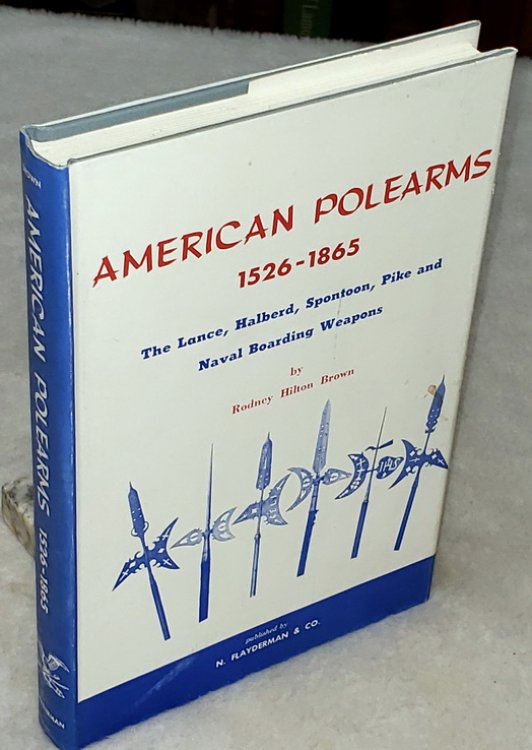 AMERICAN POLEARMS
1526-1865
The Lance, Halberd, Spontoon, Pike and
Naval Boarding Weapons
by
Rodney Hilton Brown
published by
N. FLAYDERMAN & CO.
BROWN
AMERICAN POLEARMS 1526-1865